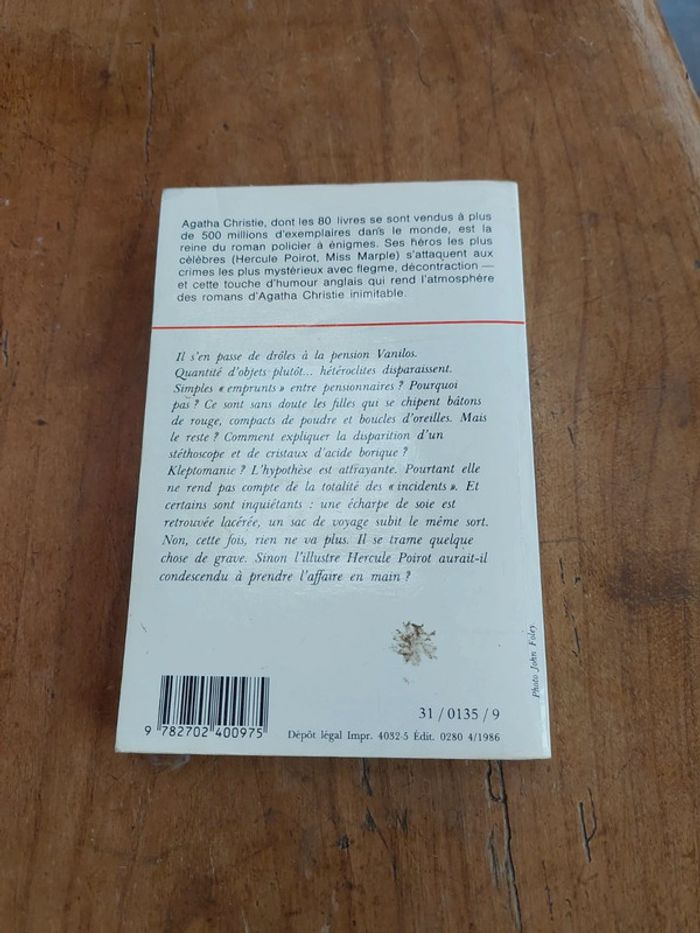 Agatha Christie, dont les 80 livres se sont vendus à plus
de 500 millions d'exemplaires dans le monde, est la
reine du roman policier à énigmes. Ses héros les plus
célèbres (Hercule Poirot, Miss Marple) s'attaquent aux
crimes les plus mystérieux avec flegme, décontraction —
et cette touche d'humour anglais qui rend l'atmosphère
des romans d'Agatha Christie inimitable.
Il s'en passe de drôles à la pension Vanilos.
Quantité d'objets plutôt... hétéroclites disparaissent.
Simples « emprunts » entre pensionnaires ? Pourquoi
pas ? Ce sont sans doute les filles qui se chipent bâtons
de rouge, compacts de poudre et boucles d'oreilles. Mais
le reste ? Comment expliquer la disparition d'un
stéthoscope et de cristaux d'acide borique ?
Kleptomanie ? L'hypothèse est attrayante. Pourtant elle
ne rend pas compte de la totalité des « incidents ». Et
certains sont inquiétants : une écharpe de soie est
retrouvée lacérée, un sac de voyage subit le même sort.
Non, cette fois, rien ne va plus. Il se trame quelque
chose de grave. Sinon l'illustre Hercule Poirot aurait-il
condescendu à prendre l'affaire en main ?
Photo John Foley
31 / 0135 / 9
9 782702 400975
Dépôt légal Impr. 4032-5 Édit. 0280 4/1986